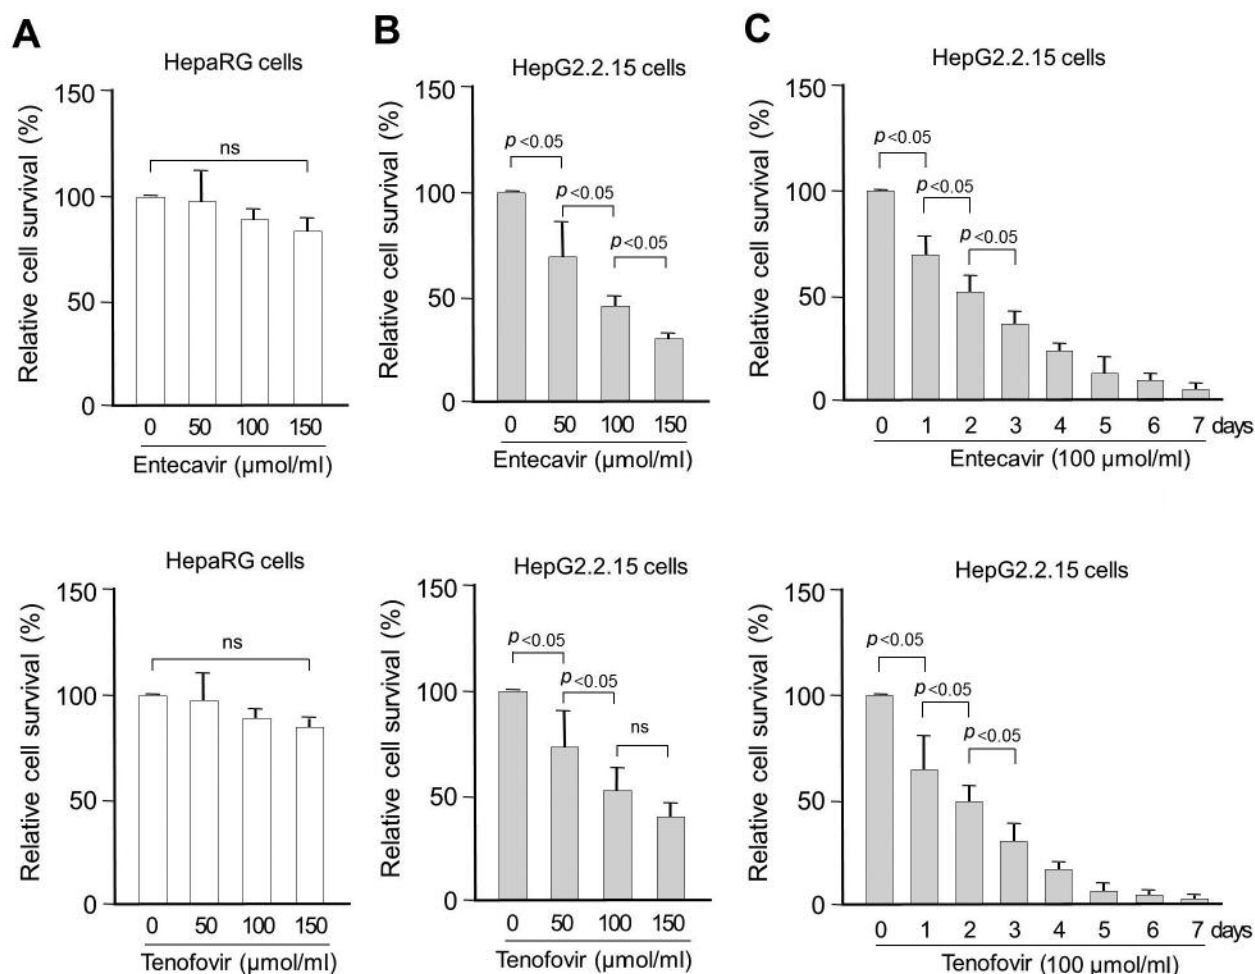 A
HepaRG cells
Relative cell survival (%)
150
100
50
0
ns
0 50 100 150
Entecavir (µmol/ml)
B
HepG2.2.15 cells
Relative cell survival (%)
150
100
50
0
p <0.05
p <0.05
p <0.05
0 50 100 150
Entecavir (µmol/ml)
C
HepG2.2.15 cells
Relative cell survival (%)
150
100
50
0
p <0.05
p <0.05
p <0.05
0 1 2 3 4 5 6 7 days
Entecavir (100 µmol/ml)
HepaRG cells
Relative cell survival (%)
150
100
50
0
ns
0 50 100 150
Tenofovir (µmol/ml)
HepG2.2.15 cells
Relative cell survival (%)
150
100
50
0
p <0.05
p <0.05
ns
0 50 100 150
Tenofovir (µmol/ml)
HepG2.2.15 cells
Relative cell survival (%)
150
100
50
0
p <0.05
p <0.05
p <0.05
0 1 2 3 4 5 6 7 days
Tenofovir (100 µmol/ml)